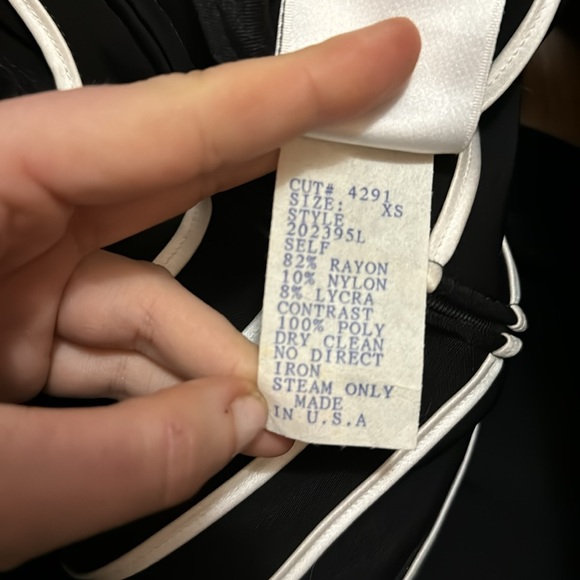 CUT# 4291
SIZE: XS
STYLE
202395L
SELF
82% RAYON
10% NYLON
8% LYCRA
CONTRAST
100% POLY
DRY CLEAN
NO DIRECT
IRON
STEAM ONLY
MADE
IN U.S.A